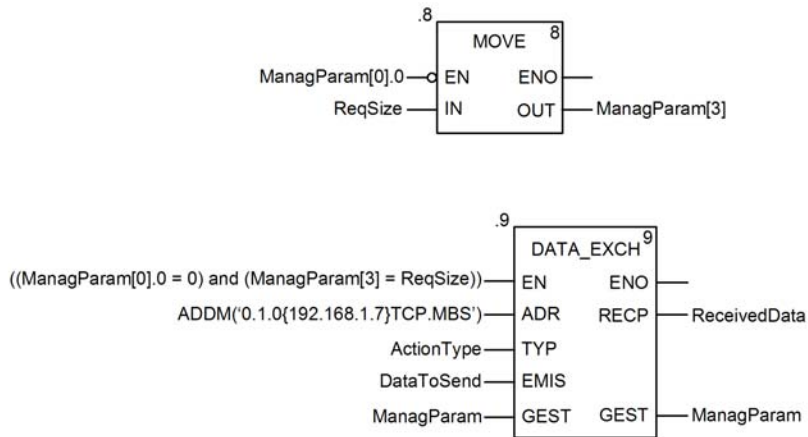 .8
8
MOVE
ManagParam[0].0 EN ENO
ReqSize IN OUT ManagParam[3]
.9
9
DATA_EXCH
((ManagParam[0].0 = 0) and (ManagParam[3] = ReqSize)) EN ENO
ADDM(‘0.1.0{192.168.1.7}TCP.MBS’) ADR RECP ReceivedData
ActionType TYP
DataToSend EMIS
ManagParam GEST GEST ManagParam